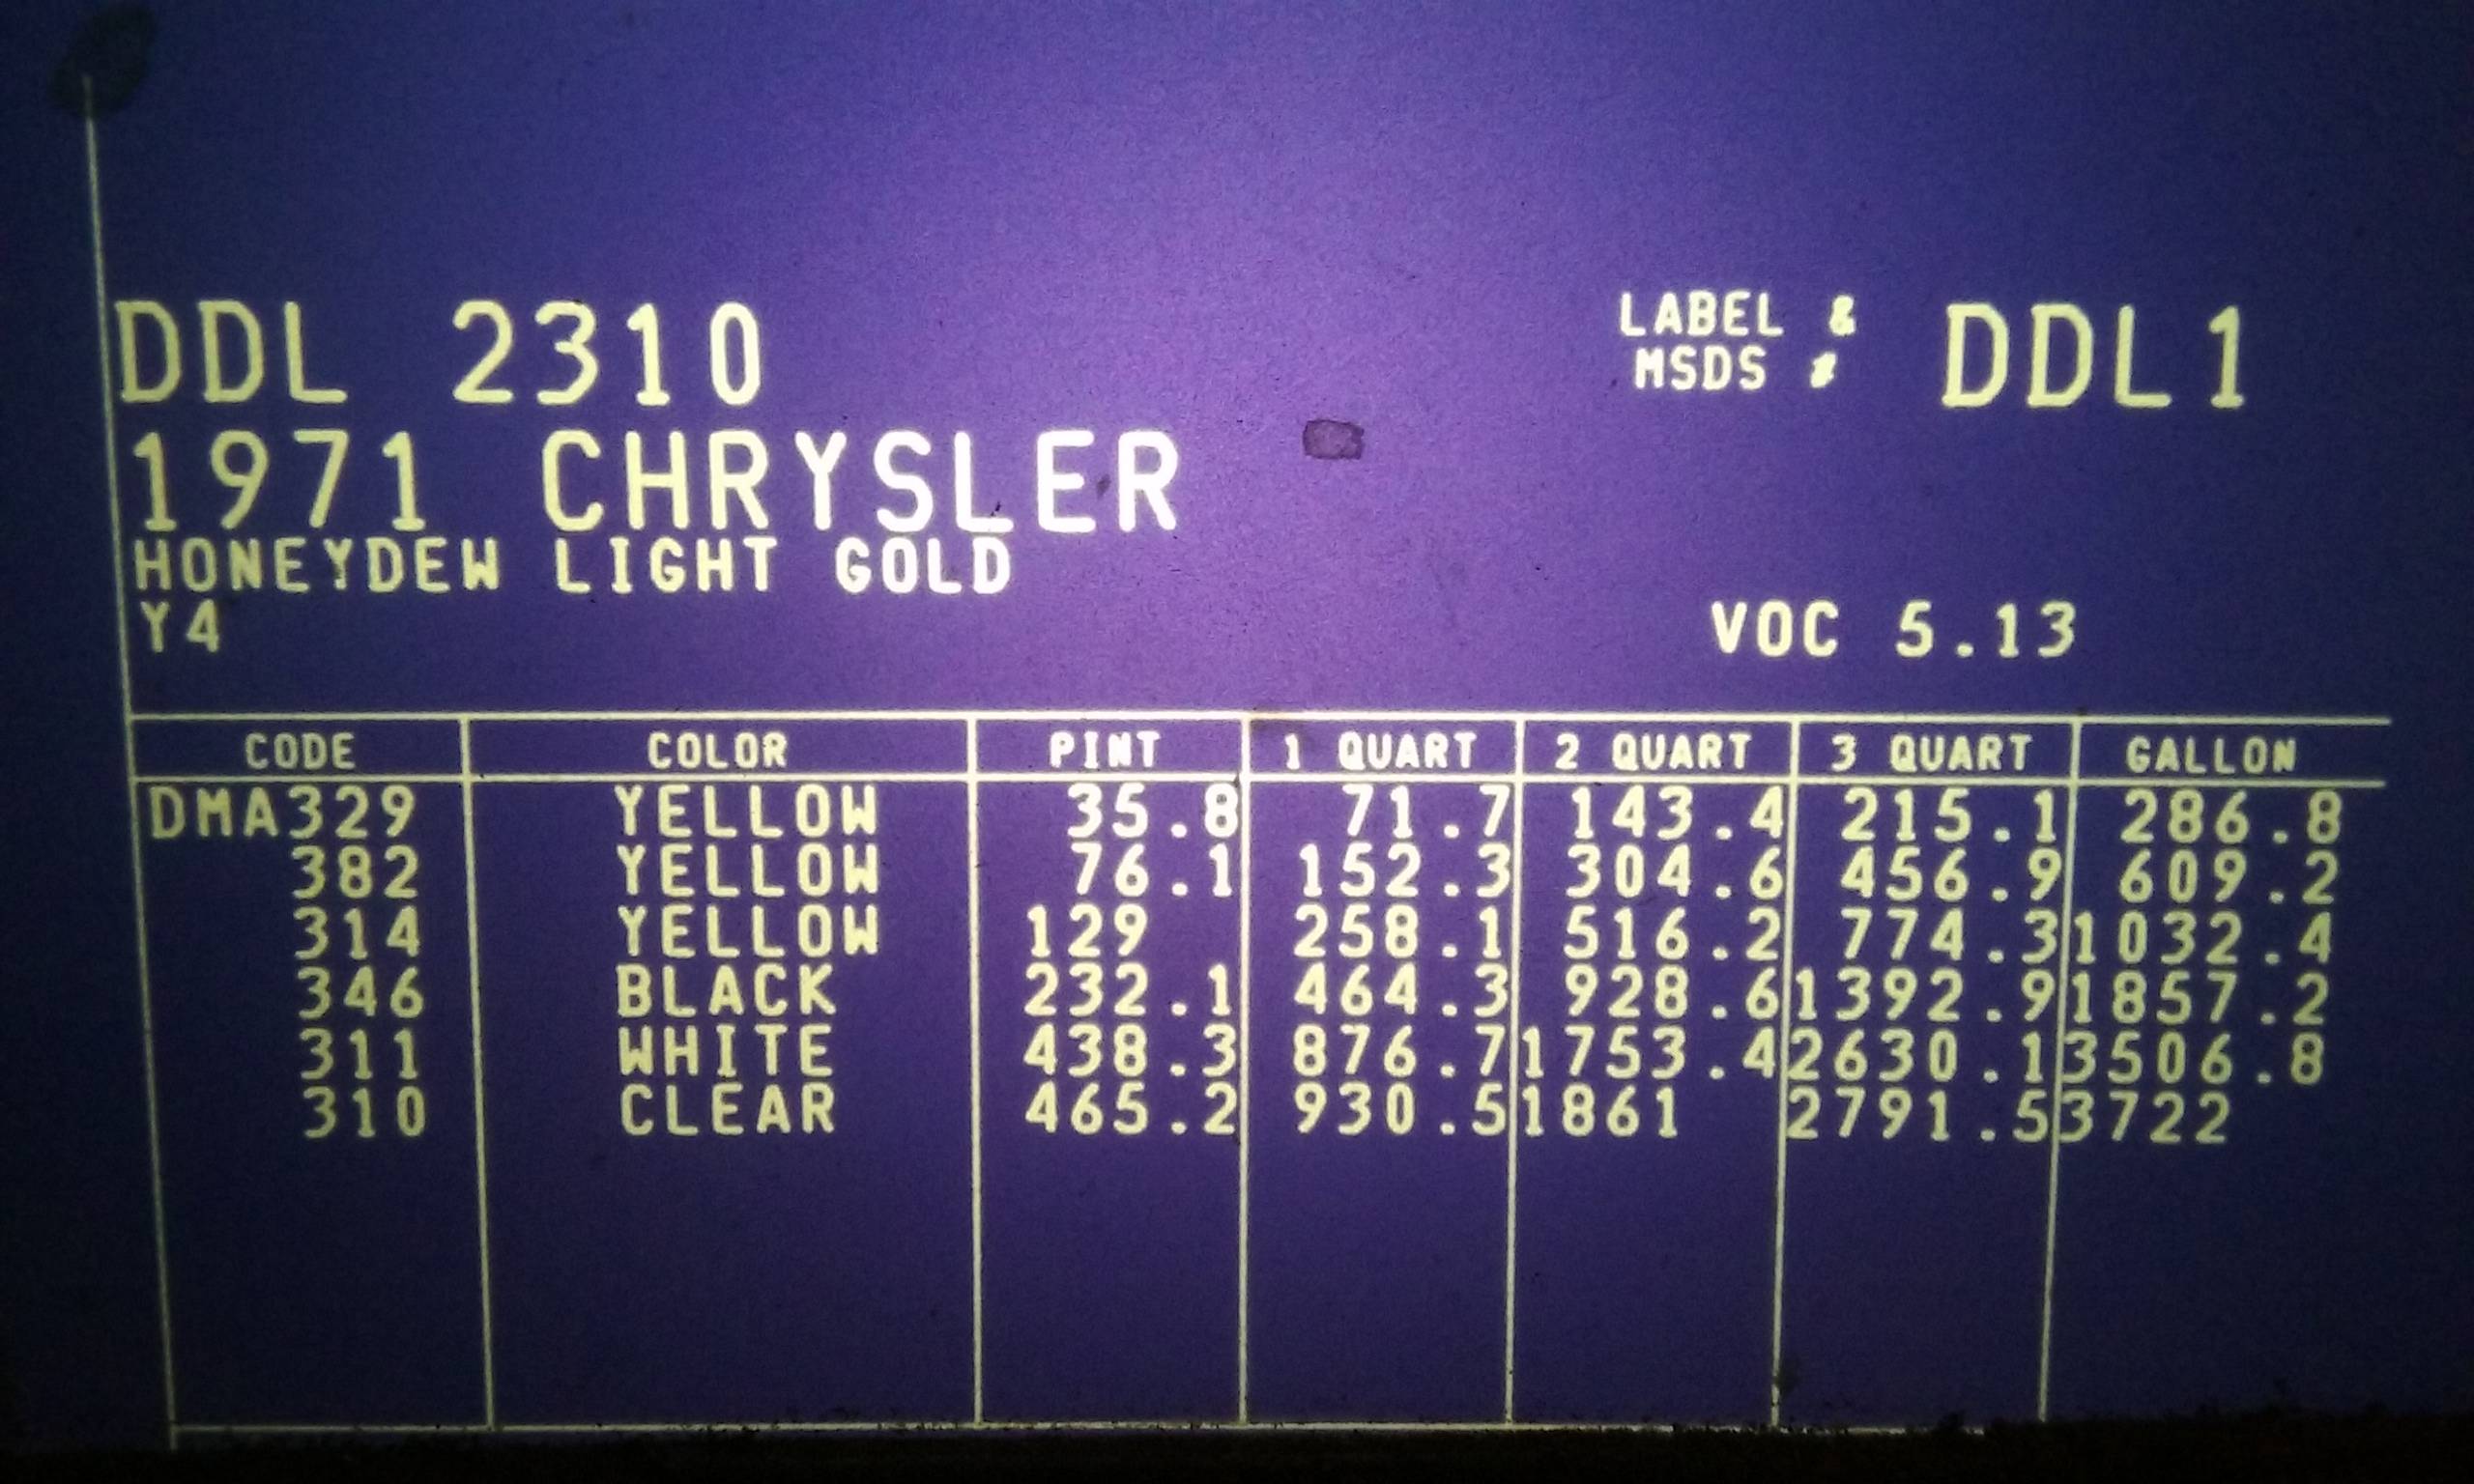 DDL 2310
LABEL &
MSDS #
DDL1
1971 CHRYSLER
HONEYDEW LIGHT GOLD
Y4
VOC 5.13
CODE COLOR PINT 1 QUART 2 QUART 3 QUART GALLON
DMA329 YELLOW 35.8 71.7 143.4 215.1 286.8
382 YELLOW 76.1 152.3 304.6 456.9 609.2
314 YELLOW 129 258.1 516.2 774.3 1032.4
346 BLACK 232.1 464.3 928.6 1392.9 1857.2
311 WHITE 438.3 876.7 1753.4 2630.1 3506.8
310 CLEAR 465.2 930.5 1861 2791.5 3722